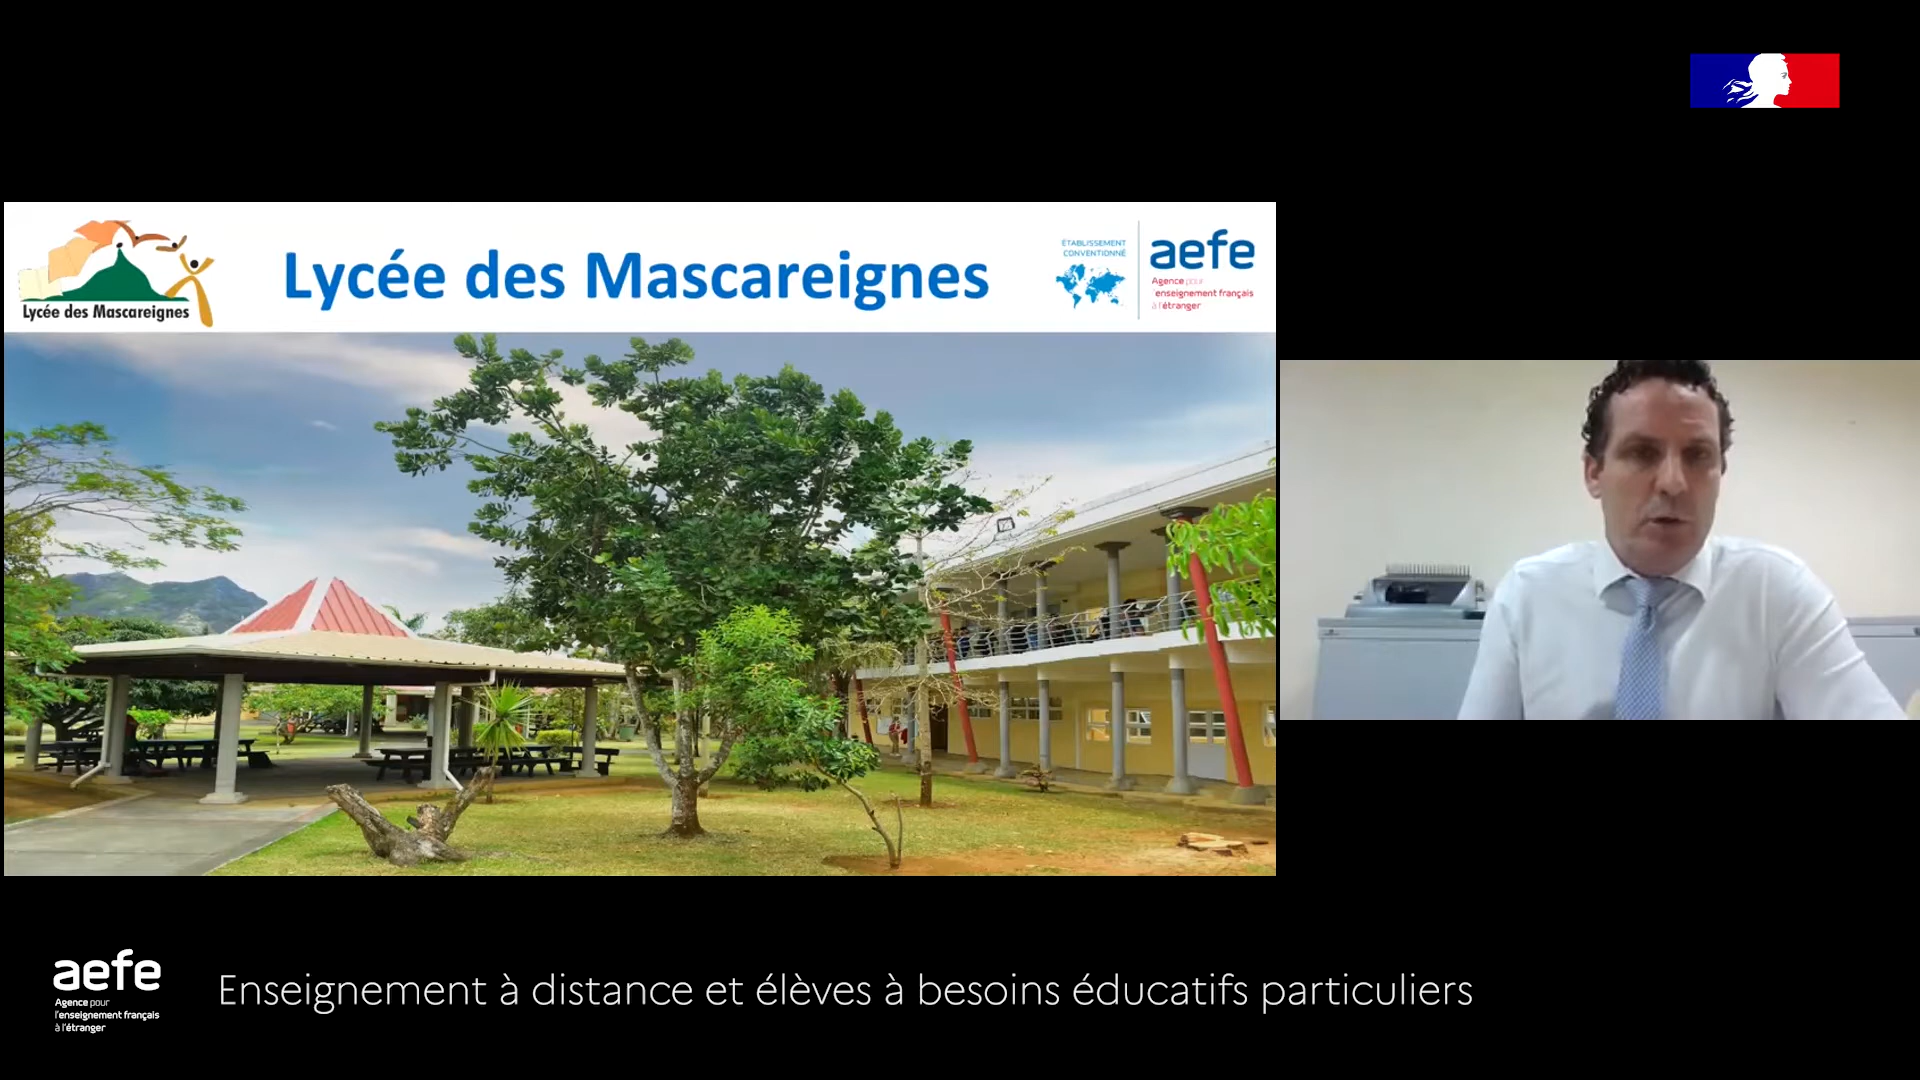 Lycée des Mascareignes
Lycée des Mascareignes
ÉTABLISSEMENT
CONVENTIONNÉ
aefe
Agence pour
l'enseignement français
à l'étranger
aefe
Agence pour
l'enseignement français
à l'étranger
Enseignement à distance et élèves à besoins éducatifs particuliers